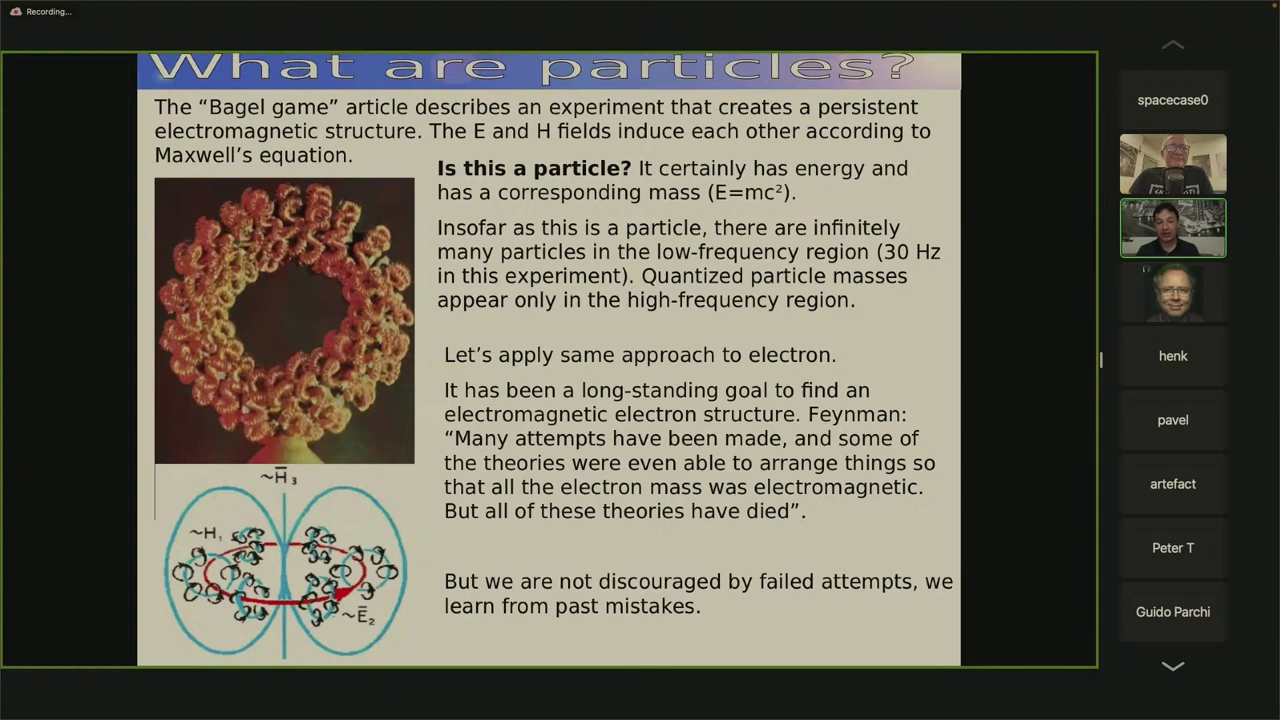 Recording...
What are particles?
The “Bagel game” article describes an experiment that creates a persistent
electromagnetic structure. The E and H fields induce each other according to
Maxwell’s equation.
Is this a particle? It certainly has energy and
has a corresponding mass (E=mc²).
Insofar as this is a particle, there are infinitely
many particles in the low-frequency region (30 Hz
in this experiment). Quantized particle masses
appear only in the high-frequency region.
Let’s apply same approach to electron.
It has been a long-standing goal to find an
electromagnetic electron structure. Feynman:
“Many attempts have been made, and some of
the theories were even able to arrange things so
that all the electron mass was electromagnetic.
But all of these theories have died”.
But we are not discouraged by failed attempts, we
learn from past mistakes.
~H̅₃
~H₁
~E̅₂
spacecase0
henk
pavel
artefact
Peter T
Guido Parchi